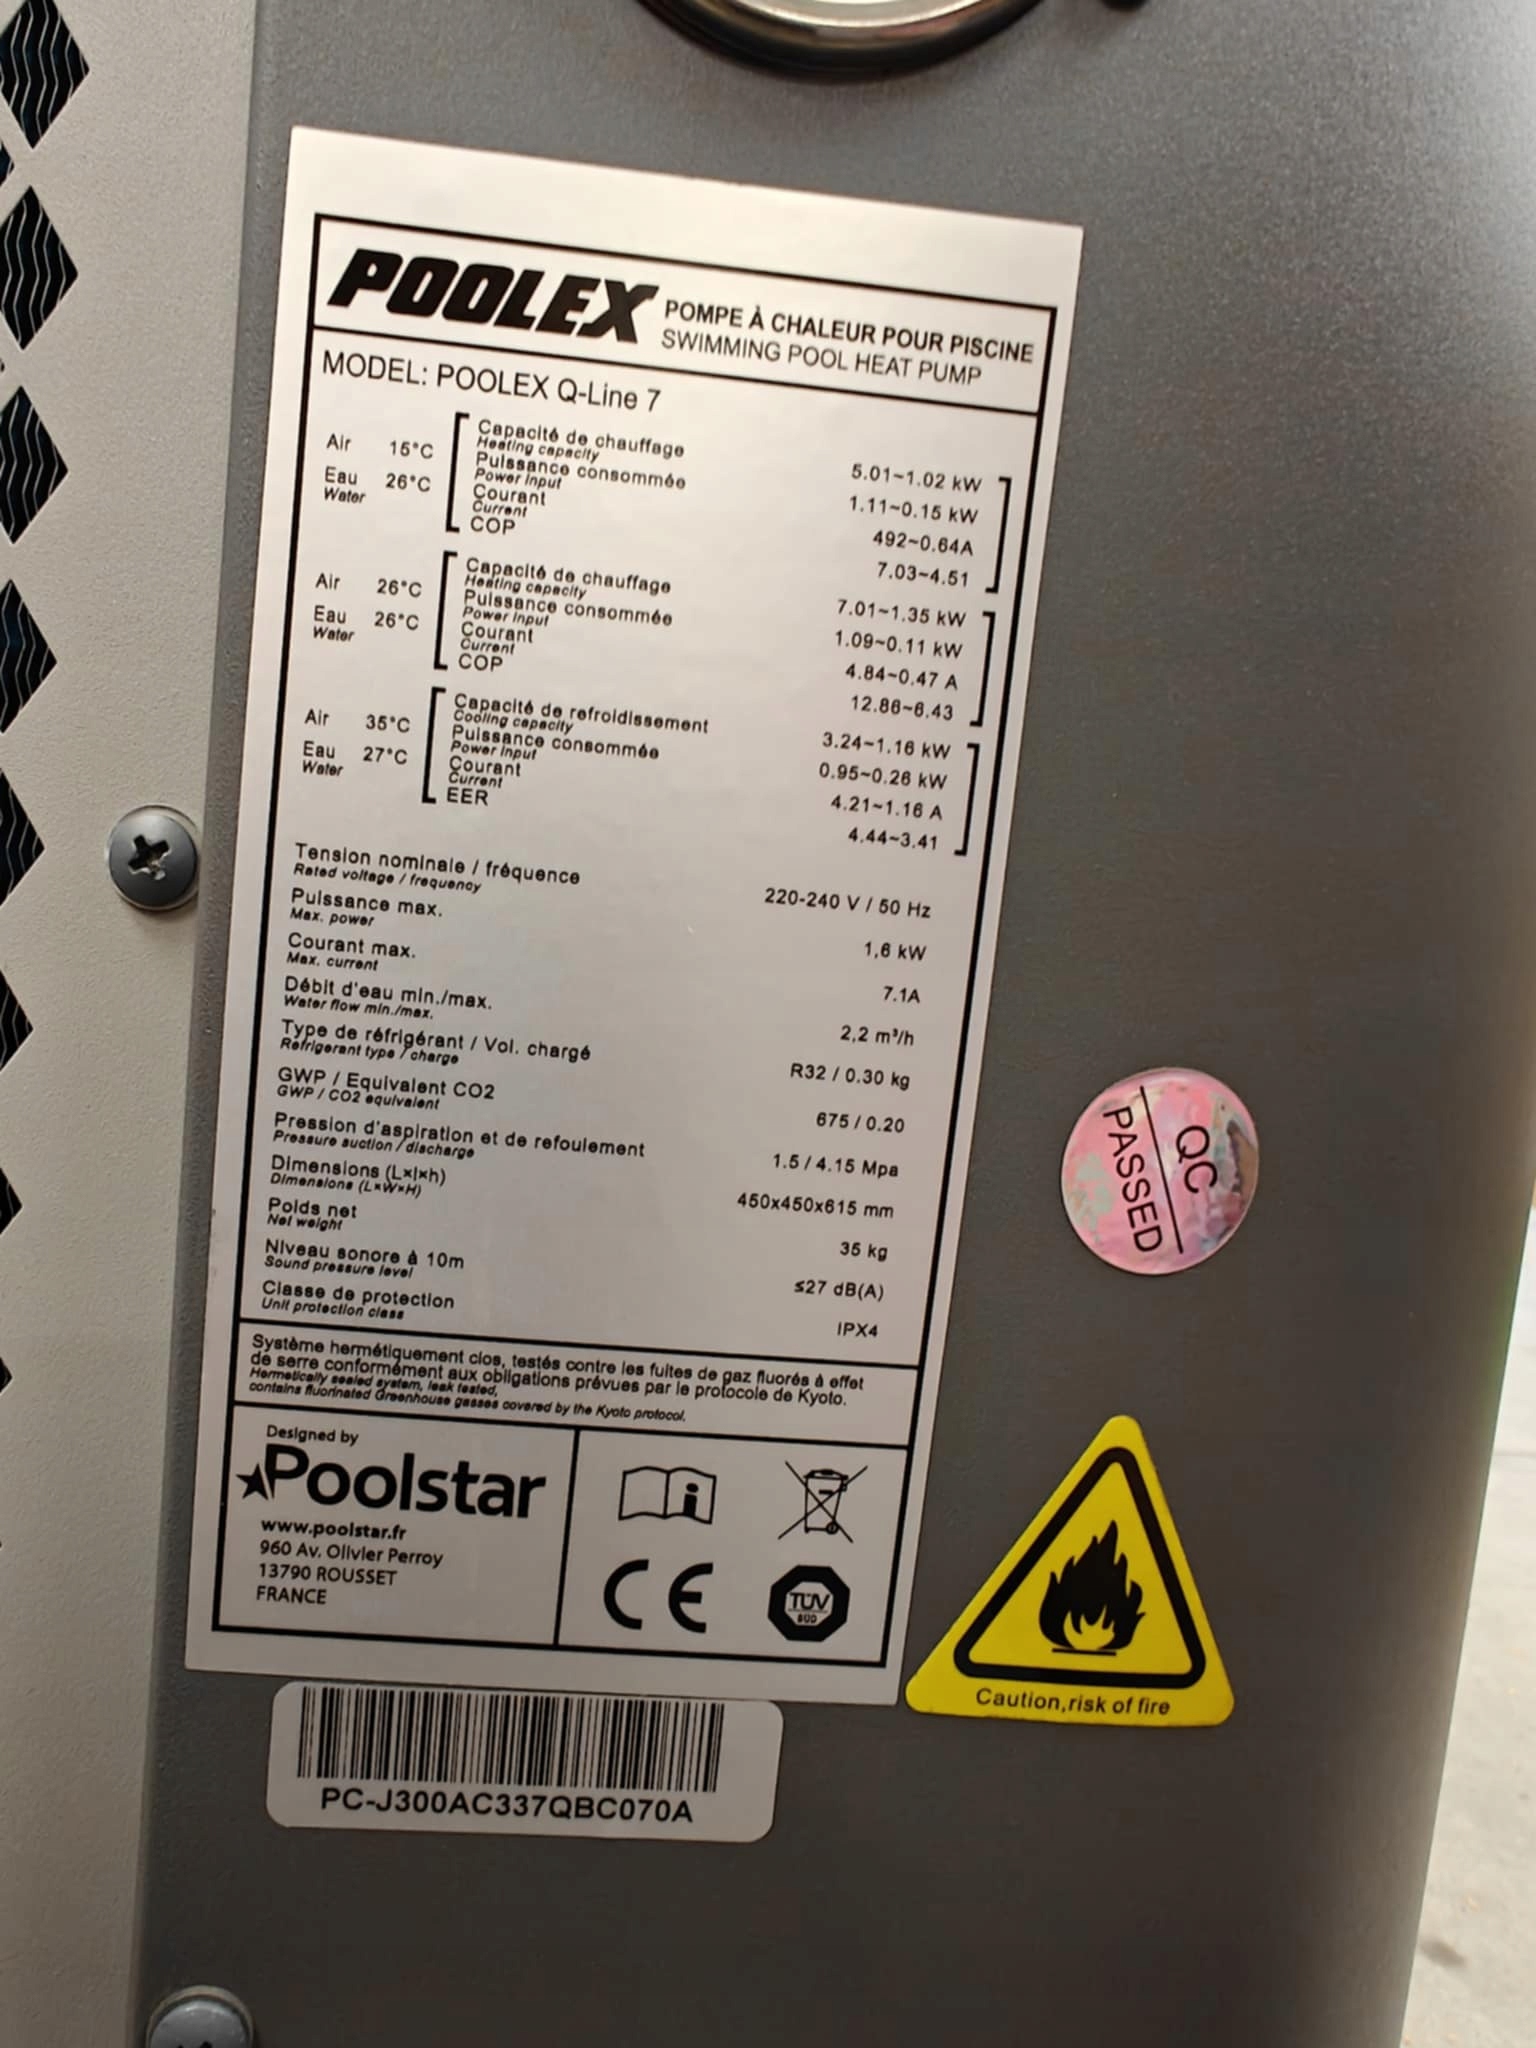 POOLEX POMPE À CHALEUR POUR PISCINE
SWIMMING POOL HEAT PUMP
MODEL: POOLEX Q-Line 7
Air 15°C
Eau 26°C
Water
Capacité de chauffage
Heating capacity
5.01~1.02 kW
Puissance consommée
Power input
1.11~0.15 kW
Courant
Current
492~0.64A
COP
7.03~4.51
Air 26°C
Eau 26°C
Water
Capacité de chauffage
Heating capacity
7.01~1.35 kW
Puissance consommée
Power input
1.09~0.11 kW
Courant
Current
4.84~0.47 A
COP
12.86~6.43
Air 35°C
Eau 27°C
Water
Capacité de refroidissement
Cooling capacity
3.24~1.16 kW
Puissance consommée
Power input
0.95~0.26 kW
Courant
Current
4.21~1.16 A
EER
4.44~3.41
Tension nominale / fréquence
Rated voltage / frequency
220-240 V / 50 Hz
Puissance max.
Max. power
1,6 kW
Courant max.
Max. current
7.1A
Débit d'eau min./max.
Water flow min./max.
2,2 m³/h
Type de réfrigérant / Vol. chargé
Refrigerant type / charge
R32 / 0.30 kg
GWP / Equivalent CO2
GWP / CO2 equivalent
675 / 0.20
Pression d'aspiration et de refoulement
Pressure suction / discharge
1.5 / 4.15 Mpa
Dimensions (L×l×h)
Dimensions (L×W×H)
450x450x615 mm
Poids net
Net weight
35 kg
Niveau sonore à 10m
Sound pressure level
≤27 dB(A)
Classe de protection
Unit protection class
IPX4
Système hermétiquement clos, testés contre les fuites de gaz fluorés à effet
de serre conformément aux obligations prévues par le protocole de Kyoto.
Hermetically sealed system, leak tested,
contains fluorinated Greenhouse gasses covered by the Kyoto protocol.
Designed by
Poolstar
www.poolstar.fr
960 Av. Olivier Perroy
13790 ROUSSET
FRANCE
CE
TÜV
SÜD
QC
PASSED
Caution,risk of fire
PC-J300AC337QBC070A